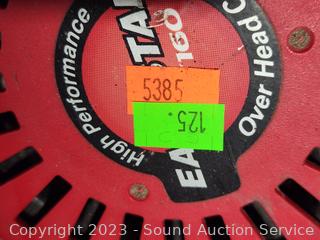 High Performance
160
5385
125.
EA
Over Head C
Copyright 2023 - Sound Auction Service